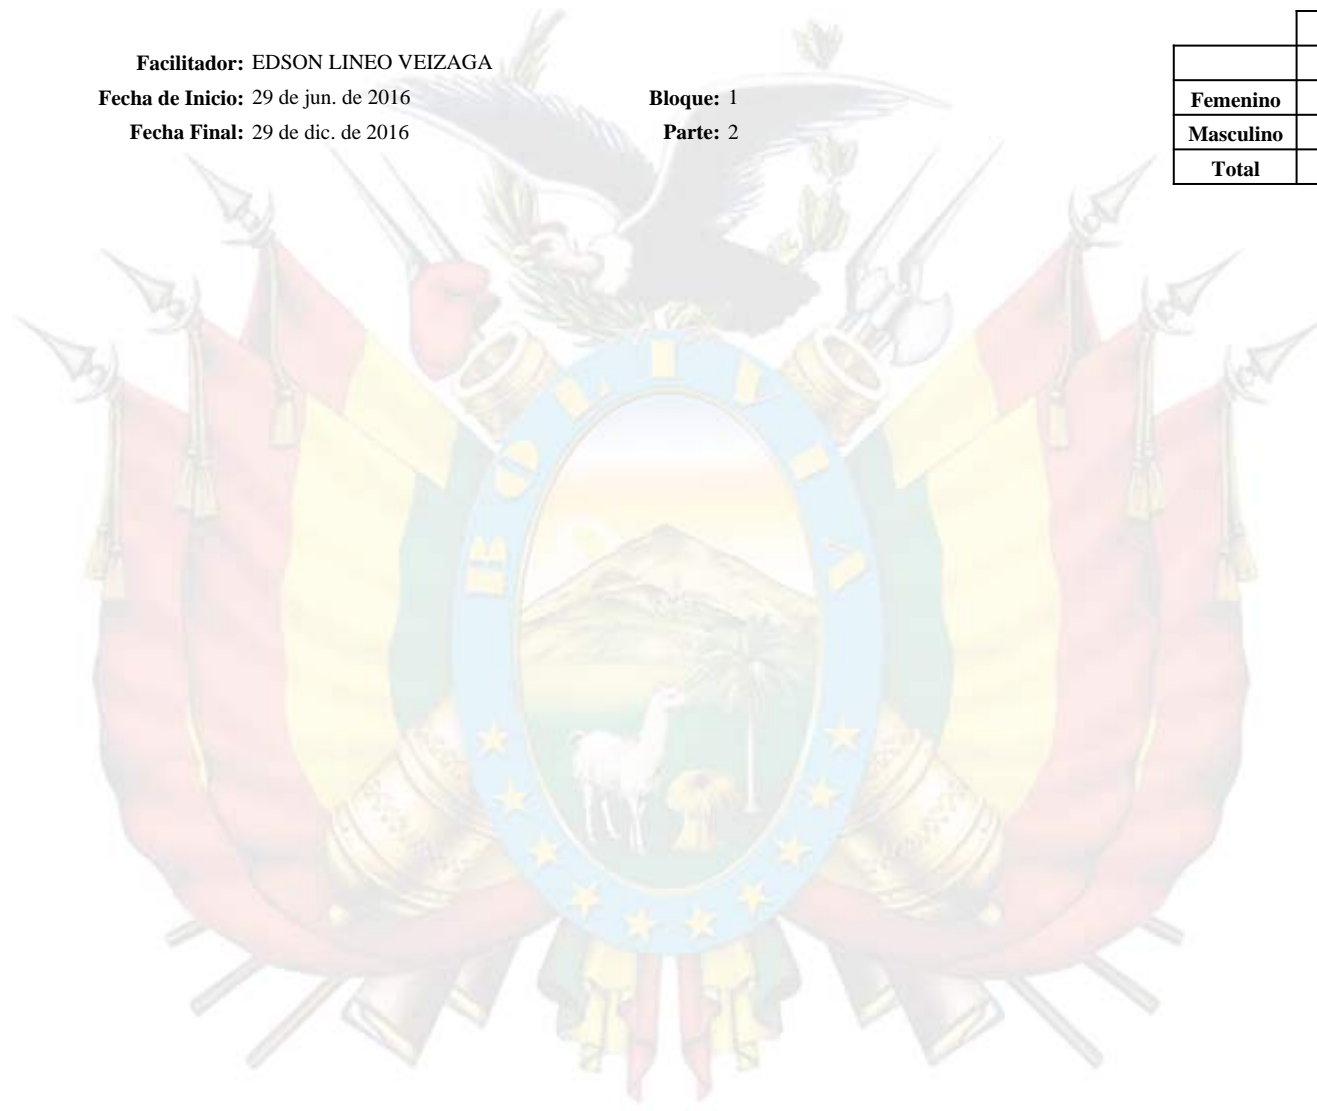 Facilitador: EDSON LINEO VEIZAGA
Fecha de Inicio: 29 de jun. de 2016 Bloque: 1
Fecha Final: 29 de dic. de 2016 Parte: 2
Femenino
Masculino
Total
BOLIVIA